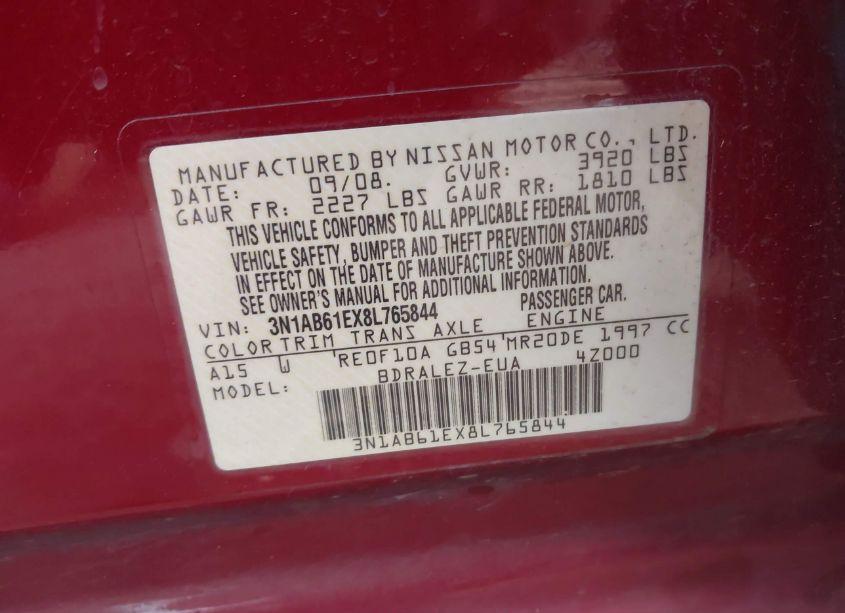 MANUFACTURED BY NISSAN MOTOR CO., LTD.
DATE: 09/08. GVWR: 3920 LBS
GAWR FR: 2227 LBS GAWR RR: 1810 LBS
THIS VEHICLE CONFORMS TO ALL APPLICABLE FEDERAL MOTOR,
VEHICLE SAFETY, BUMPER AND THEFT PREVENTION STANDARDS
IN EFFECT ON THE DATE OF MANUFACTURE SHOWN ABOVE.
SEE OWNER'S MANUAL FOR ADDITIONAL INFORMATION.
VIN: 3N1AB61EX8L765844 PASSENGER CAR.
COLOR TRIM TRANS AXLE ENGINE
A15 W RE0F10A GB54 MR20DE 1997 CC
MODEL: BDRALEZ-EUA 4Z000
3N1AB61EX8L765844